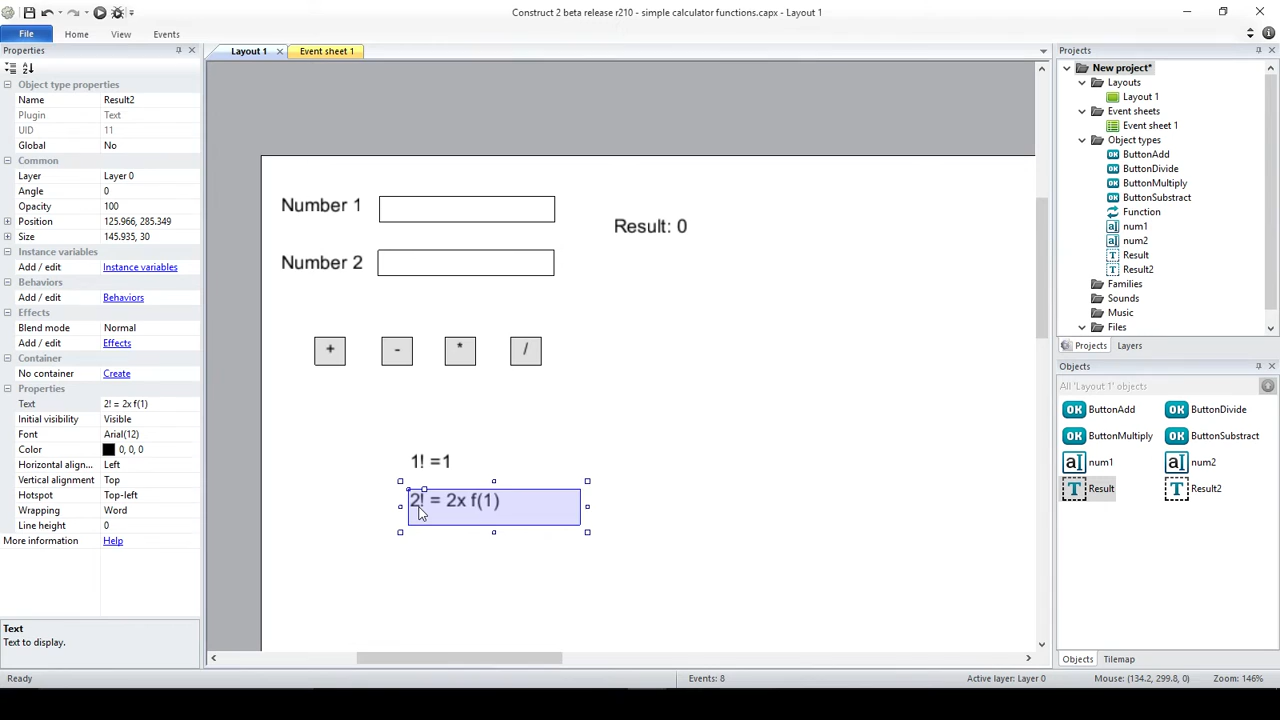 Construct 2 beta release r210 - simple calculator functions.capx - Layout 1
File Home View Events
Properties
Object type properties
Name Result2
Plugin Text
UID 11
Global No
Common
Layer Layer 0
Angle 0
Opacity 100
Position 125.966, 285.349
Size 145.935, 30
Instance variables
Add / edit Instance variables
Behaviors
Add / edit Behaviors
Effects
Blend mode Normal
Add / edit Effects
Container
No container Create
Properties
Text 2! = 2x f(1)
Initial visibility Visible
Font Arial(12)
Color 0, 0, 0
Horizontal align... Left
Vertical alignment Top
Hotspot Top-left
Wrapping Word
Line height 0
More information Help
Text
Text to display.
Ready
Layout 1 Event sheet 1
Number 1
Result: 0
Number 2
+ - * /
1! =1
2! = 2x f(1)
Projects
New project*
Layouts
Layout 1
Event sheets
Event sheet 1
Object types
OK ButtonAdd
OK ButtonDivide
OK ButtonMultiply
OK ButtonSubstract
Function
a num1
a num2
T Result
T Result2
Families
Sounds
Music
Files
Projects Layers
Objects
All 'Layout 1' objects
OK ButtonAdd OK ButtonDivide
OK ButtonMultiply OK ButtonSubstract
a num1 a num2
T Result T Result2
Objects Tilemap
Events: 8 Active layer: Layer 0 Mouse: (134.2, 299.8, 0) Zoom: 146%